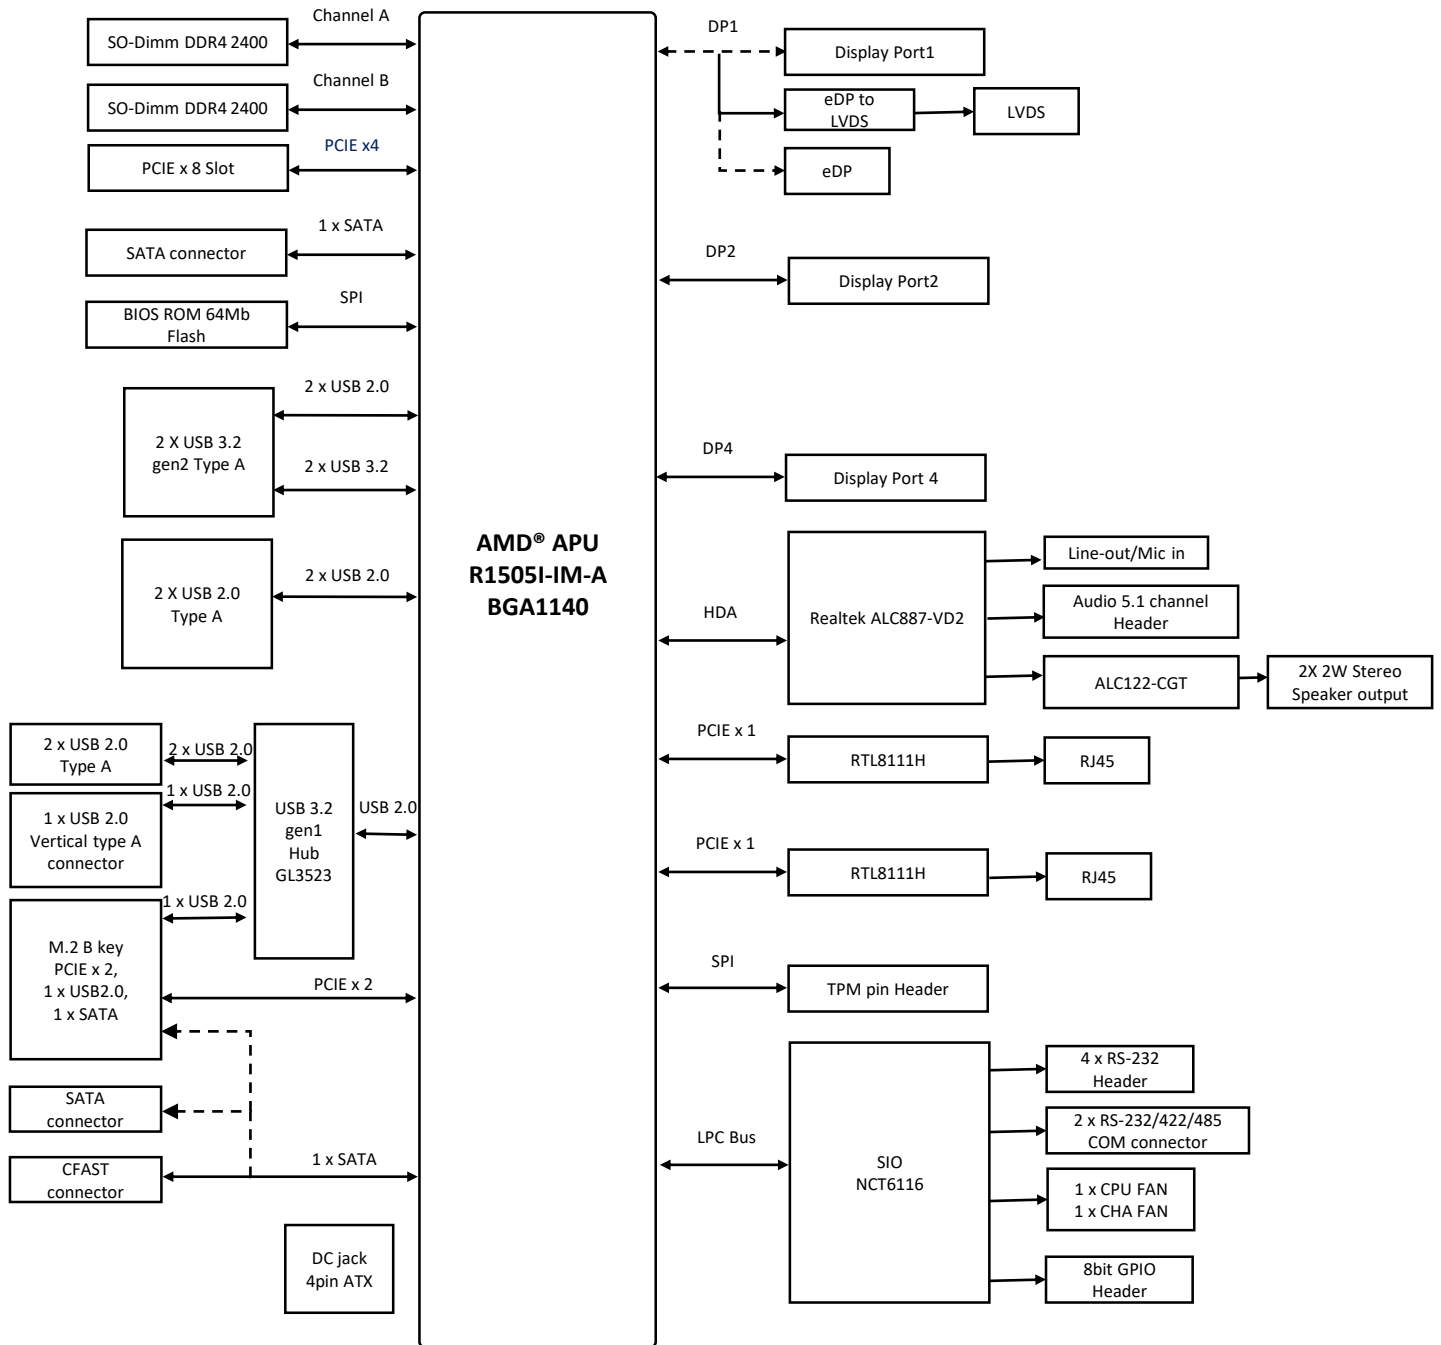 Channel A
SO-Dimm DDR4 2400
Channel B
SO-Dimm DDR4 2400
PCIE x4
PCIE x 8 Slot
1 x SATA
SATA connector
SPI
BIOS ROM 64Mb
Flash
2 x USB 2.0
2 X USB 3.2
gen2 Type A
2 x USB 3.2
2 x USB 2.0
2 X USB 2.0
Type A
2 x USB 2.0
Type A
2 x USB 2.0
1 x USB 2.0
1 x USB 2.0
Vertical type A
connector
USB 3.2
gen1
Hub
GL3523
USB 2.0
1 x USB 2.0
M.2 B key
PCIE x 2,
1 x USB2.0,
1 x SATA
PCIE x 2
SATA
connector
CFAST
connector
1 x SATA
DC jack
4pin ATX
AMD® APU
R1505I-IM-A
BGA1140
DP1
Display Port1
eDP to
LVDS
LVDS
eDP
DP2
Display Port2
DP4
Display Port 4
HDA
Realtek ALC887-VD2
Line-out/Mic in
Audio 5.1 channel
Header
ALC122-CGT
2X 2W Stereo
Speaker output
PCIE x 1
RTL8111H
RJ45
PCIE x 1
RTL8111H
RJ45
SPI
TPM pin Header
LPC Bus
SIO
NCT6116
4 x RS-232
Header
2 x RS-232/422/485
COM connector
1 x CPU FAN
1 x CHA FAN
8bit GPIO
Header